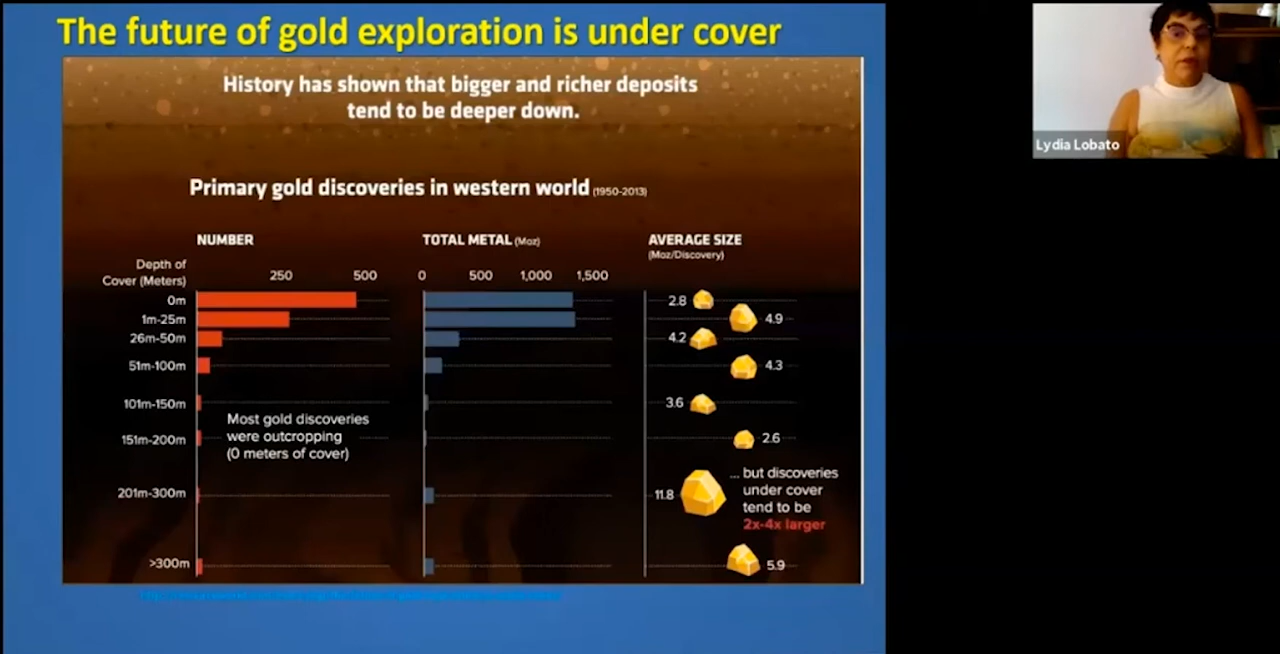 The future of gold exploration is under cover
History has shown that bigger and richer deposits
tend to be deeper down.
Primary gold discoveries in western world (1950-2013)
NUMBER
TOTAL METAL (Moz)
AVERAGE SIZE
(Moz/Discovery)
Depth of
Cover (Meters)
250 500
0 500 1,000 1,500
0m
2.8
1m-25m
4.9
26m-50m
4.2
51m-100m
4.3
101m-150m
3.6
Most gold discoveries
were outcropping
(0 meters of cover)
151m-200m
2.6
201m-300m
11.8
... but discoveries
under cover
tend to be
2x-4x larger
>300m
5.9
Lydia Lobato